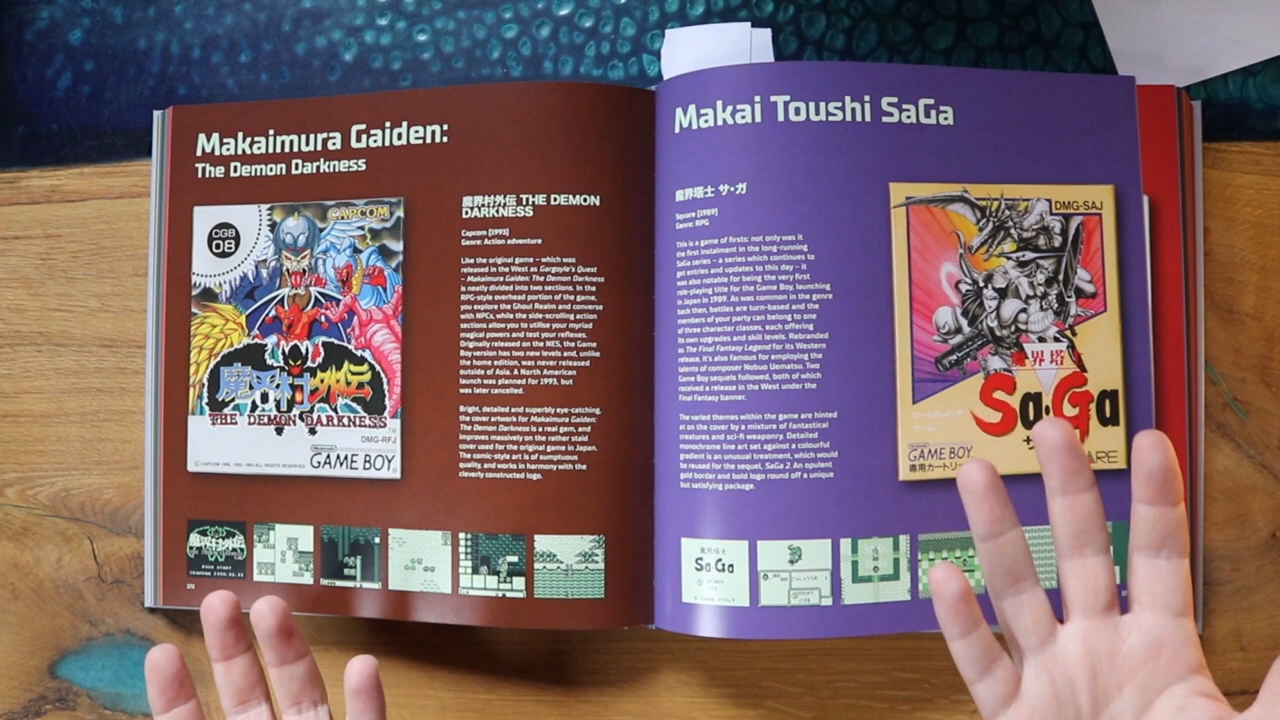 Makaimura Gaiden:
The Demon Darkness
CGB
08
CAPCOM
魔界村外伝
THE DEMON DARKNESS
TM
DMG-RFJ
Nintendo
GAME BOY
魔界村外伝 THE DEMON
DARKNESS
Capcom [1993]
Genre: Action adventure
Like the original game – which was
released in the West as Gargoyle's Quest
– Makaimura Gaiden: The Demon Darkness
is neatly divided into two sections. In the
RPG-style overhead portion of the game,
you explore the Ghoul Realm and converse
with NPCs, while the side-scrolling action
sections allow you to utilise your myriad
magical powers and test your reflexes.
Originally released on the NES, the Game
Boy version has two new levels and, unlike
the home edition, was never released
outside of Asia. A North American
launch was planned for 1993, but
was later cancelled.
Bright, detailed and superbly eye-catching,
the cover artwork for Makaimura Gaiden:
The Demon Darkness is a real gem, and
improves massively on the rather staid
cover used for the original game in Japan.
The comic-style art is of sumptuous
quality, and works in harmony with the
cleverly constructed logo.
魔界村外伝
PUSH START
Makai Toushi SaGa
魔界塔士 サ・ガ
Square [1989]
Genre: RPG
This is a game of firsts: not only was it
the first instalment in the long-running
SaGa series – a series which continues to
get entries and updates to this day – it
was also notable for being the very first
role-playing title for the Game Boy, launching
in Japan in 1989. As was common in the genre
back then, battles are turn-based and the
members of your party can belong to one
of three character classes, each offering
its own upgrades and skill levels. Rebranded
as The Final Fantasy Legend for its Western
release, it's also famous for employing the
talents of composer Nobuo Uematsu. Two
Game Boy sequels followed, both of which
received a release in the West under the
Final Fantasy banner.
The varied themes within the game are hinted
at on the cover by a mixture of fantastical
creatures and sci-fi weaponry. Detailed
monochrome line art set against a colourful
gradient is an unusual treatment, which would
be reused for the sequel, SaGa 2. An opulent
gold border and bold logo round off a unique
but satisfying package.
DMG-SAJ
魔界塔士
Sa・Ga
ロールプレイング
ゲーム
Nintendo
GAME BOY
専用カートリ
ARE
魔界塔士
Sa・Ga